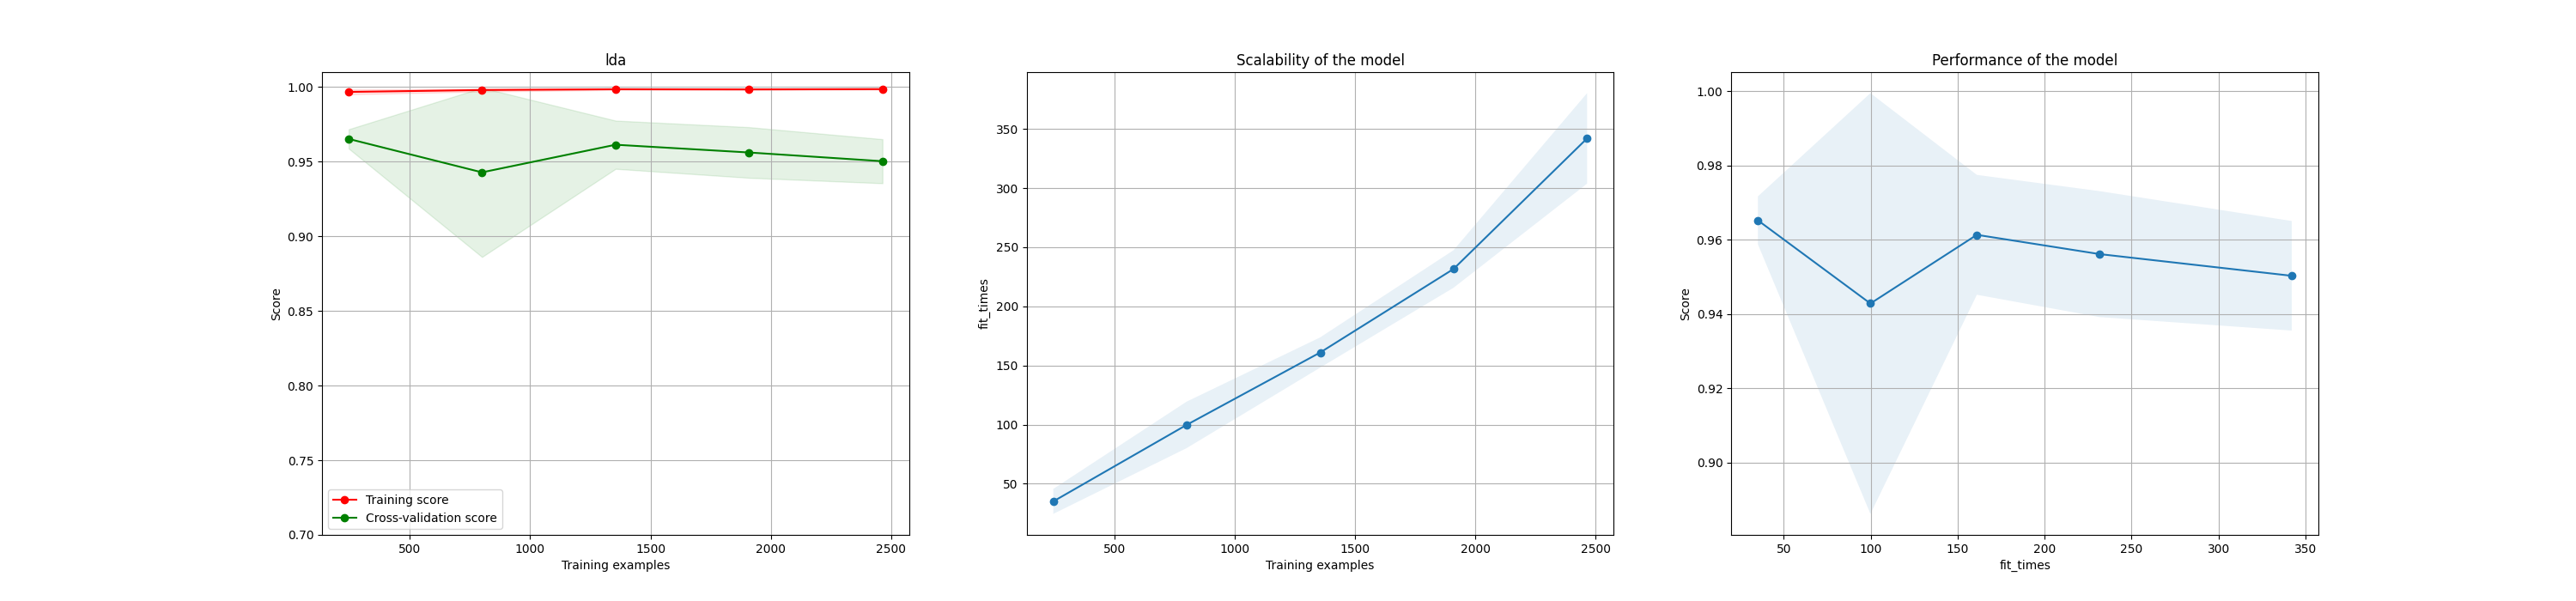 lda
1.00
0.95
0.90
0.85
0.80
0.75
0.70
Score
Training score
Cross-validation score
500 1000 1500 2000 2500
Training examples
Scalability of the model
350
300
250
200
150
100
50
fit_times
500 1000 1500 2000 2500
Training examples
Performance of the model
1.00
0.98
0.96
0.94
0.92
0.90
Score
50 100 150 200 250 300 350
fit_times